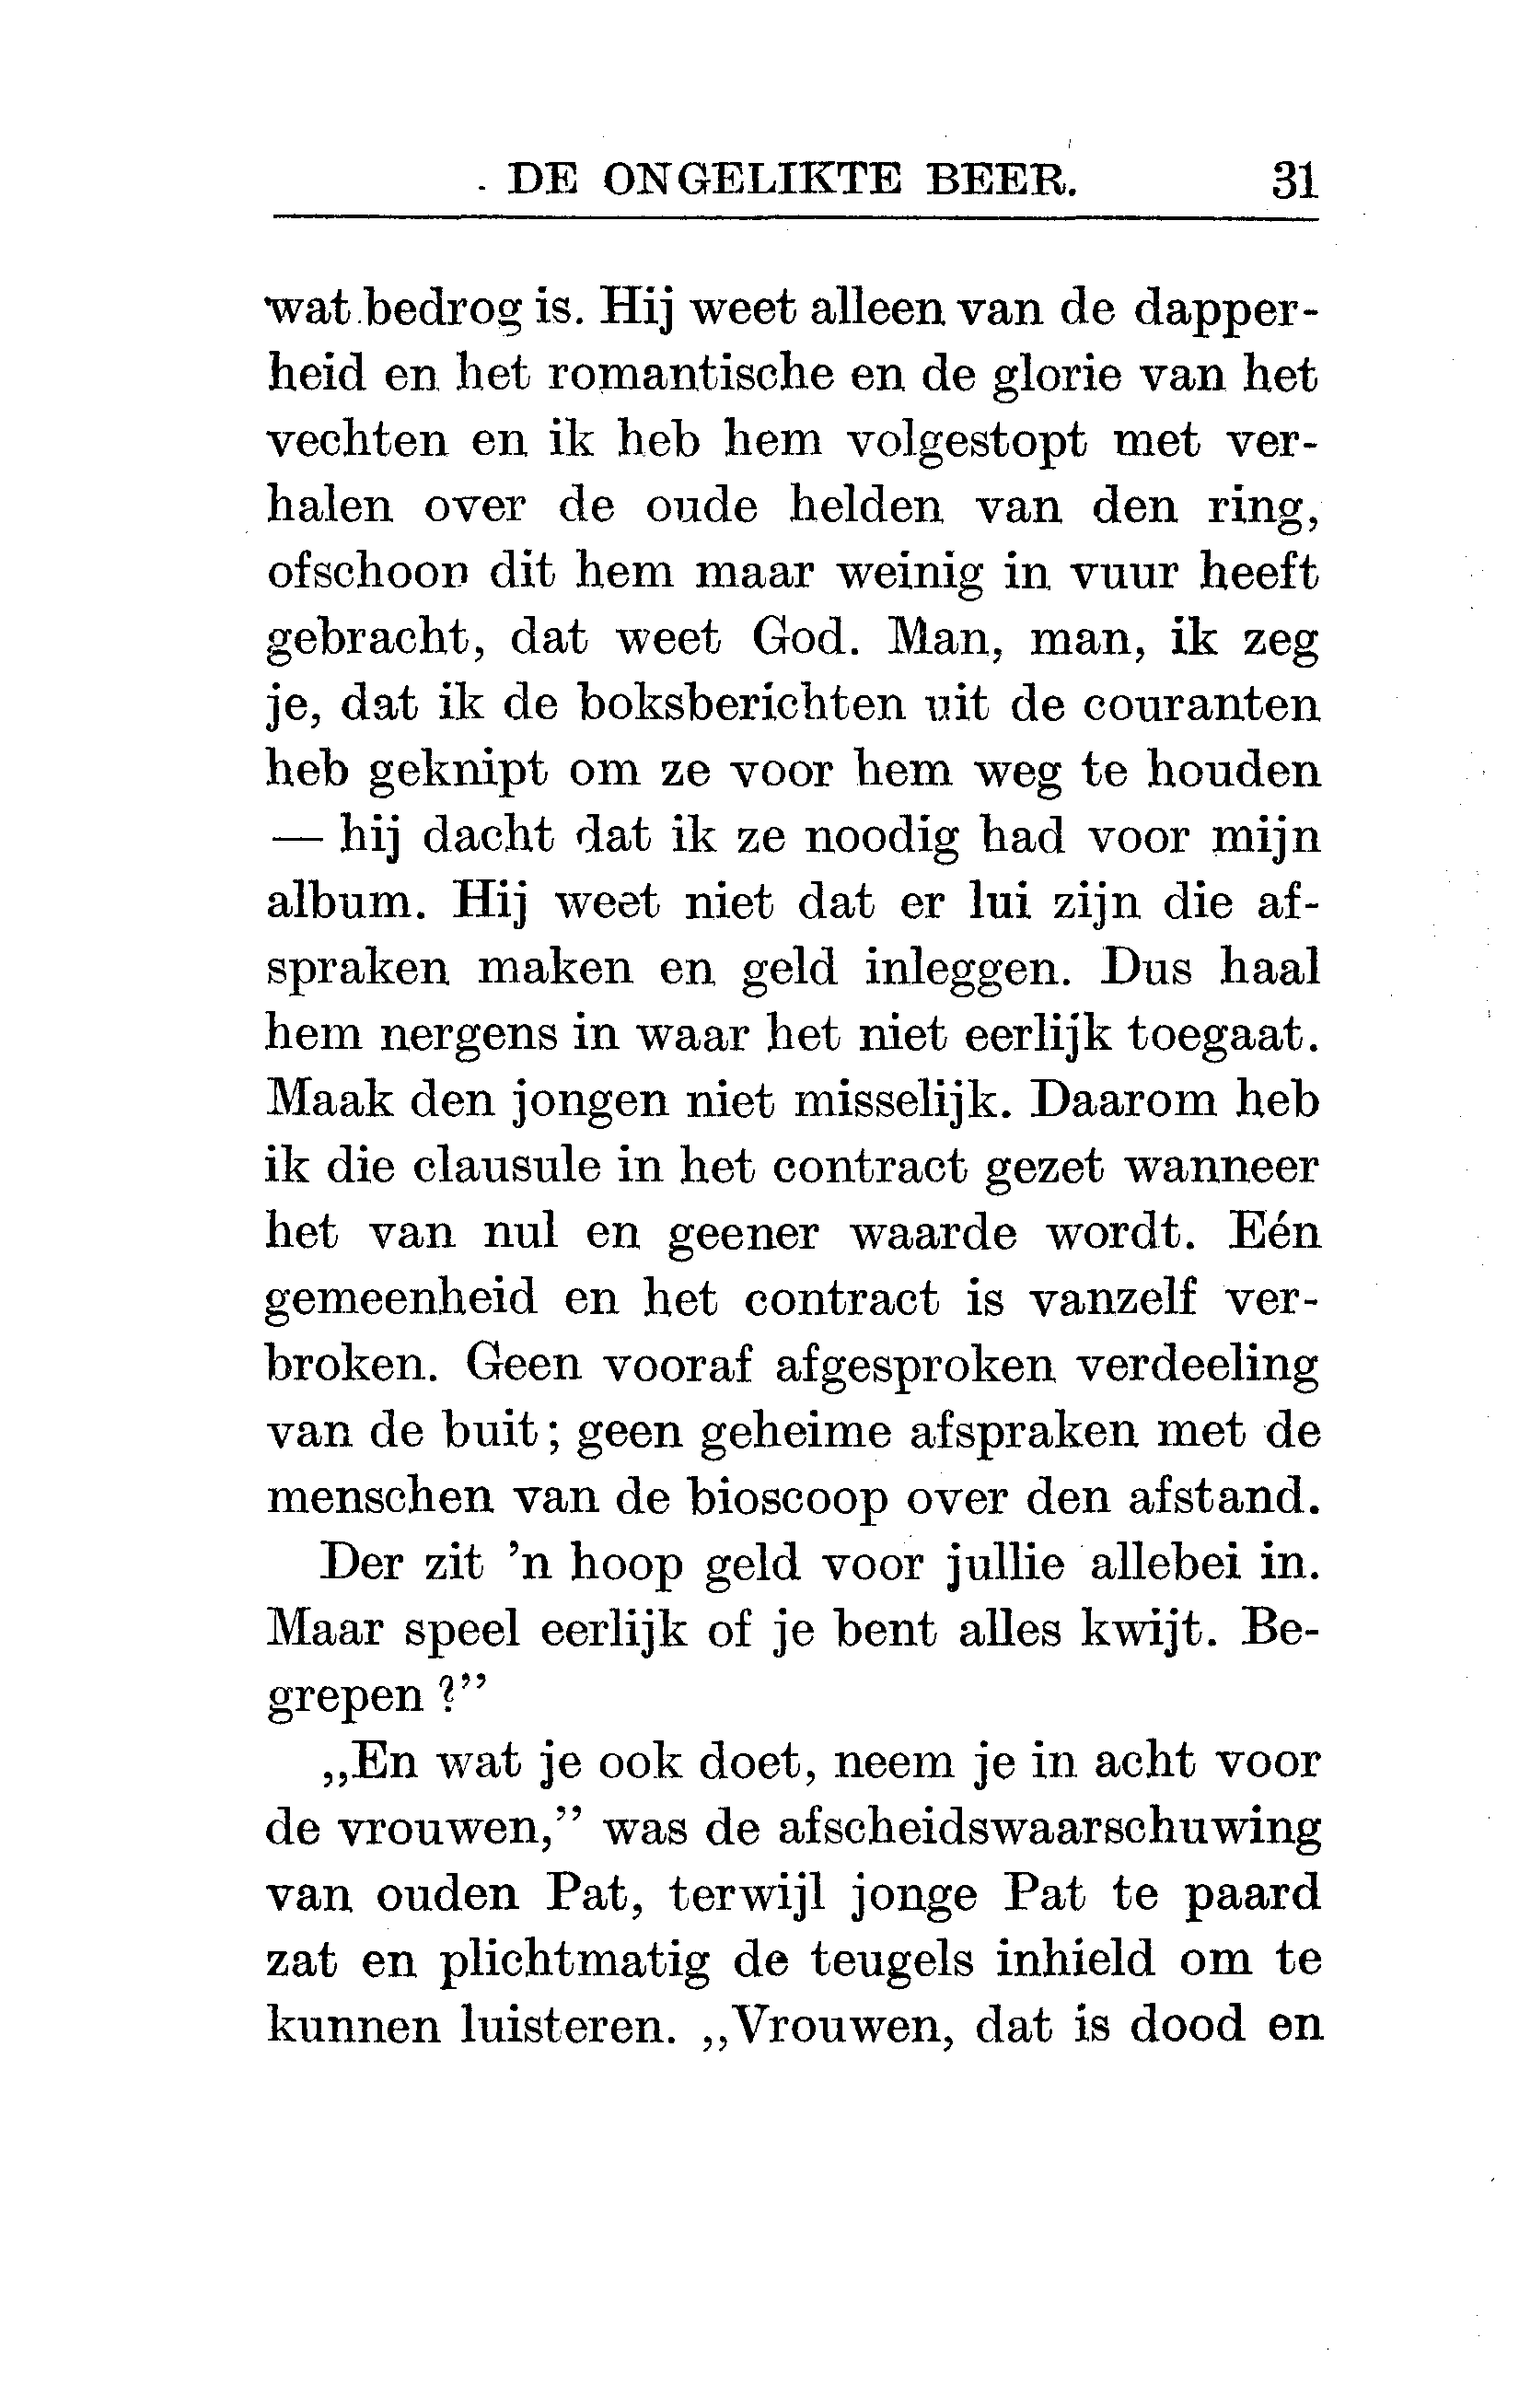 DE ONGELIKTE BEER. 31
wat bedrog is. Hij weet alleen van de dapper-
heid en het romantische en de glorie van het
vechten en ik heb hem volgestopt met ver-
halen over de oude helden van den ring,
ofschoon dit hem maar weinig in vuur heeft
gebracht, dat weet God. Man, man, ik zeg
je, dat ik de boksberichten uit de couranten
heb geknipt om ze voor hem weg te houden
— hij dacht dat ik ze noodig had voor mijn
album. Hij weet niet dat er lui zijn die af-
spraken maken en geld inleggen. Dus haal
hem nergens in waar het niet eerlijk toegaat.
Maak den jongen niet misselijk. Daarom heb
ik die clausule in het contract gezet wanneer
het van nul en geener waarde wordt. Eén
gemeenheid en het contract is vanzelf ver-
broken. Geen vooraf afgesproken verdeeling
van de buit; geen geheime afspraken met de
menschen van de bioscoop over den afstand.
Der zit ’n hoop geld voor jullie allebei in.
Maar speel eerlijk of je bent alles kwijt. Be-
grepen ?”
„En wat je ook doet, neem je in acht voor
de vrouwen,” was de afscheidswaarschuwing
van ouden Pat, terwijl jonge Pat te paard
zat en plichtmatig de teugels inhield om te
kunnen luisteren. „Vrouwen, dat is dood en